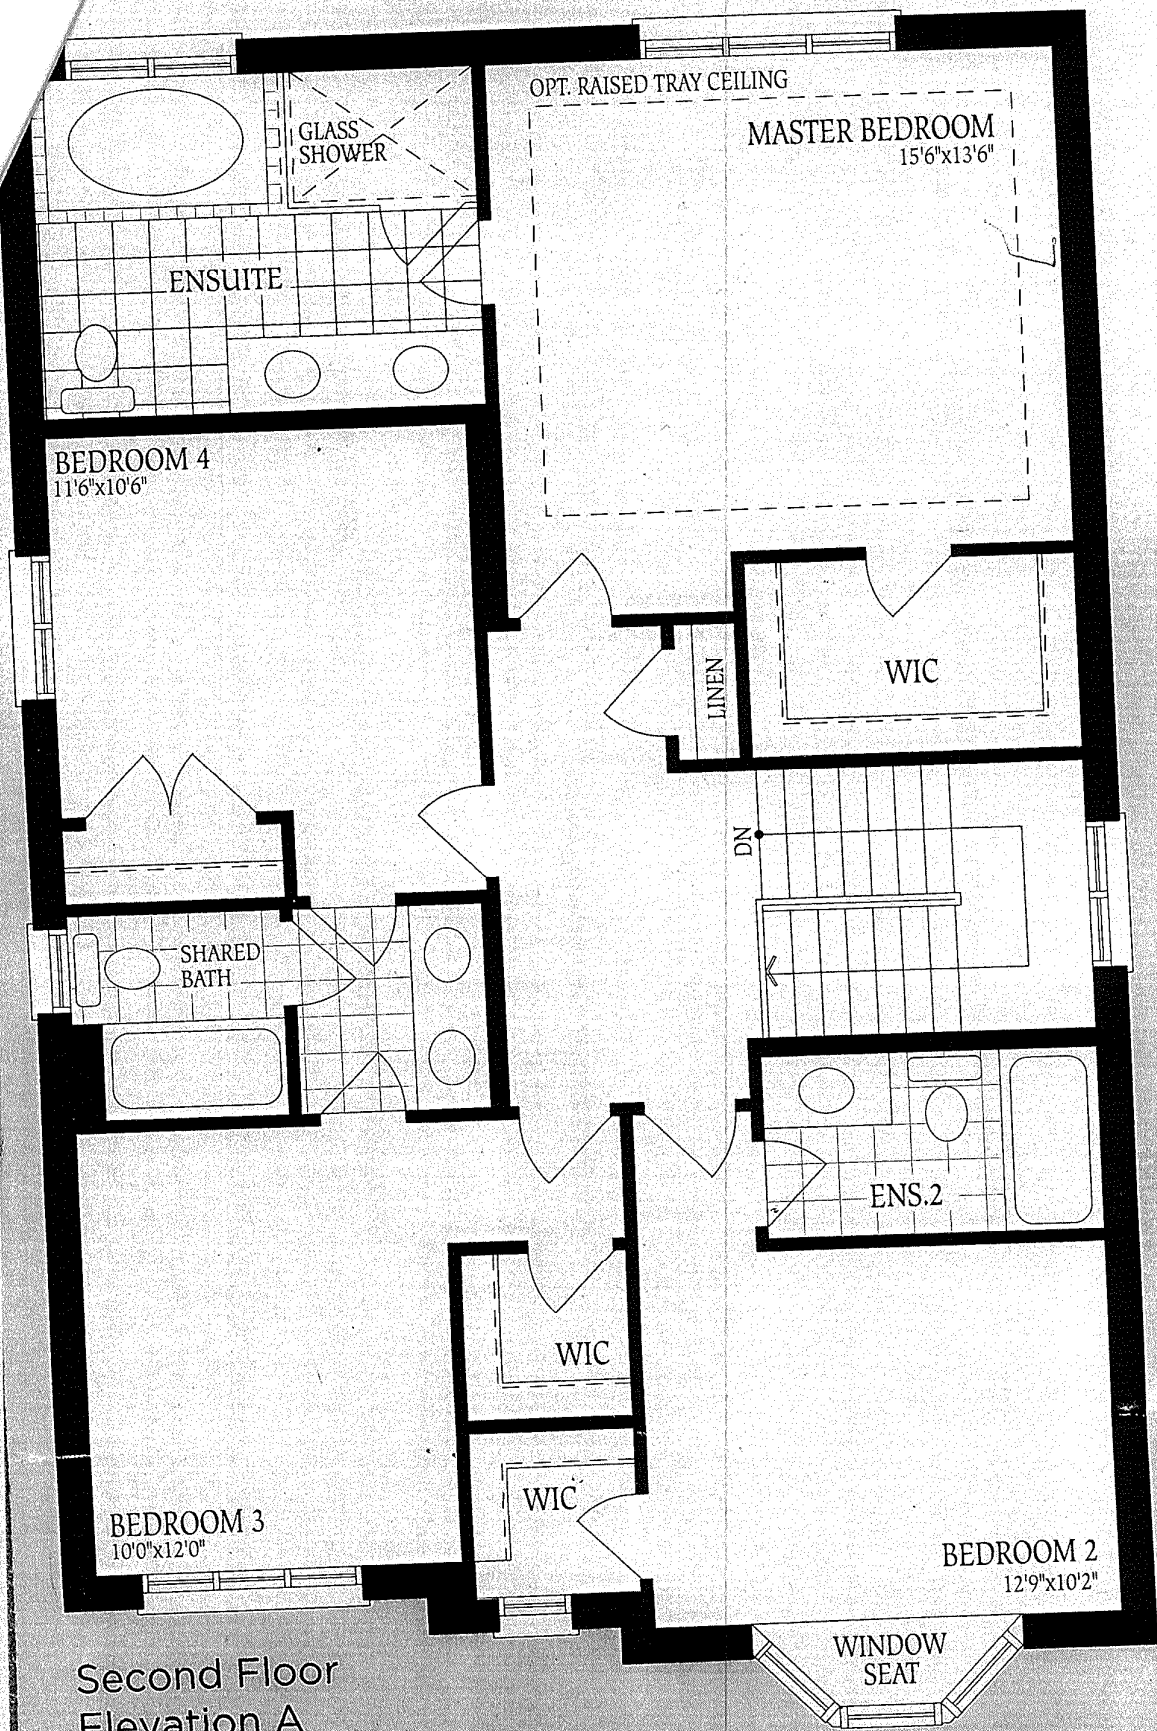 OPT. RAISED TRAY CEILING
MASTER BEDROOM
15'6"x13'6"
GLASS
SHOWER
ENSUITE
BEDROOM 4
11'6"x10'6"
LINEN
WIC
DN
SHARED
BATH
ENS.2
WIC
WIC
BEDROOM 3
10'0"x12'0"
BEDROOM 2
12'9"x10'2"
WINDOW
SEAT
Second Floor
Elevation A